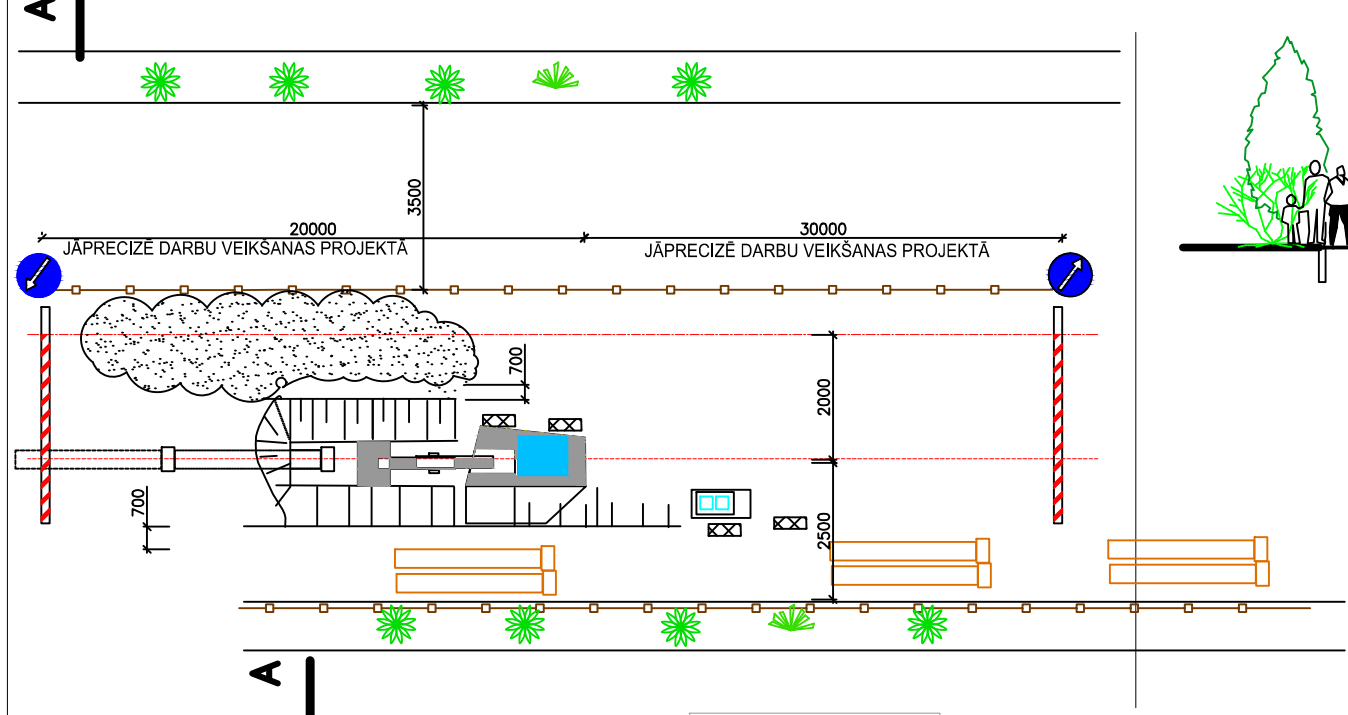 A
3500
20000
30000
JĀPRECIZĒ DARBU VEIKŠANAS PROJEKTĀ
JĀPRECIZĒ DARBU VEIKŠANAS PROJEKTĀ
700
2000
700
2500
A